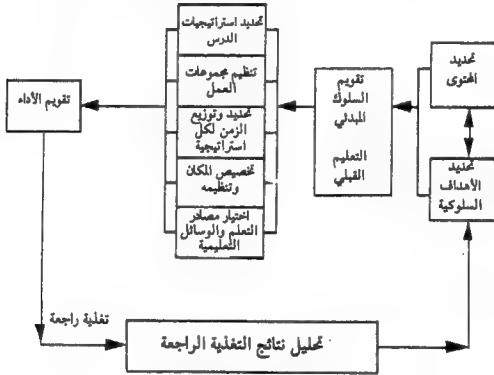 تحديد
المحتوى
تحديد
الأهداف
السلوكية
تقويم
السلوك
المبدئي
التعليم
القبلي
تحديد استراتيجيات
الدرس
تنظيم مجموعات
العمل
تحديد وتوزيع
الزمن لكل
استراتيجية
تخصيص المكان
وتنظيمه
اختيار مصادر
التعلم والوسائل
التعليمية
تقويم الأداء
تغذية راجعة
تحليل نتائج التغذية الراجعة